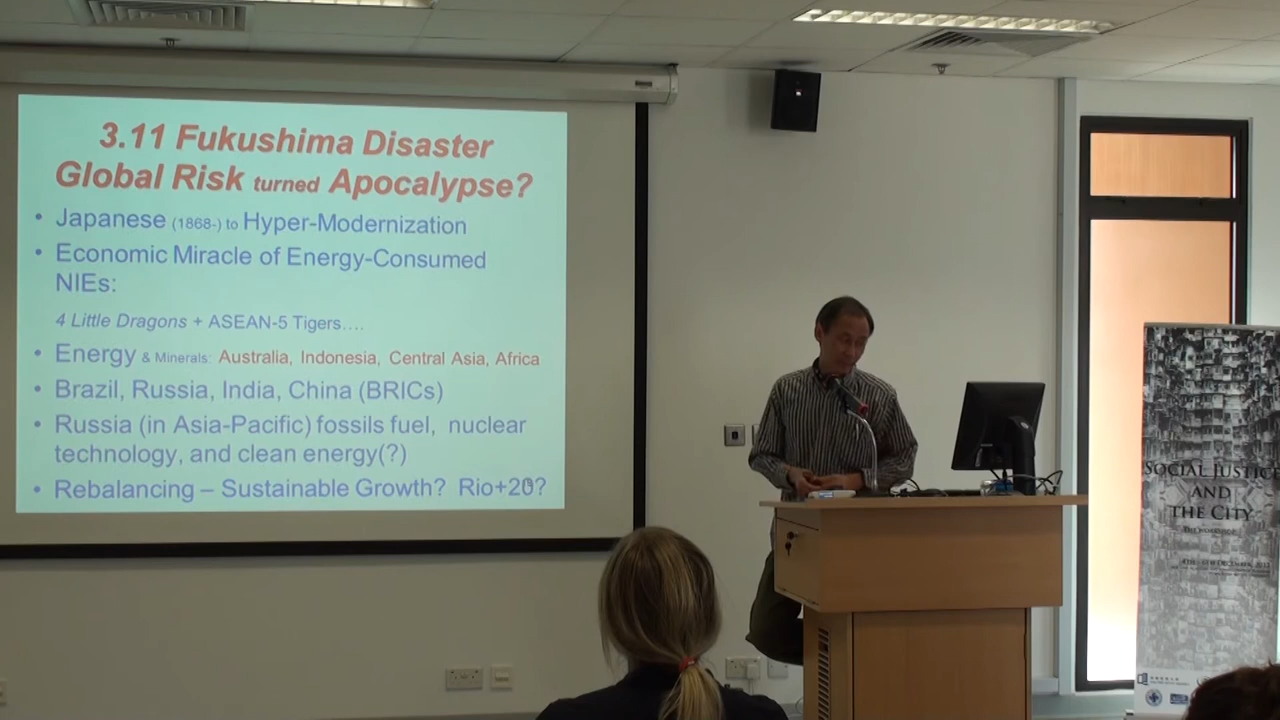 3.11 Fukushima Disaster
Global Risk turned Apocalypse?
• Japanese (1868-) to Hyper-Modernization
• Economic Miracle of Energy-Consumed
NIEs:
4 Little Dragons + ASEAN-5 Tigers....
• Energy & Minerals: Australia, Indonesia, Central Asia, Africa
• Brazil, Russia, India, China (BRICs)
• Russia (in Asia-Pacific) fossils fuel, nuclear
technology, and clean energy(?)
• Rebalancing – Sustainable Growth? Rio+20?
SOCIAL JUSTICE
AND
THE CITY